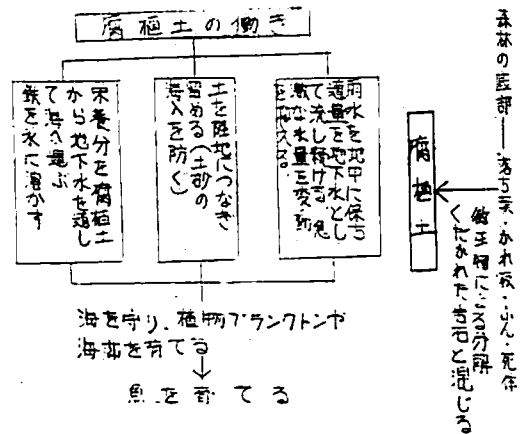 森林の底部――落ち葉・かれ枝・ふん・死体
微生物による分解
くだかれた岩石と混じる
腐植土
腐植土の働き
雨水を地中に保ち
適量を地下水とし
て流し続ける。急
激な水量を変動
を抑える。
土を陸地につなぎ
留める(土砂の
海入を防ぐ)
栄養分を腐植土
から地下水を通し
て海へ運ぶ
鉄を水に溶かす
海を守り、植物プランクトンや
海藻を育てる
魚を育てる